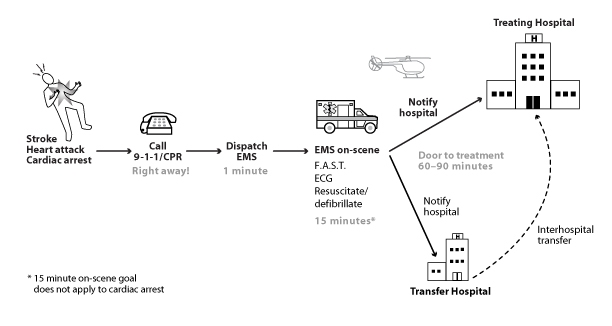 Treating Hospital
H
Stroke
Heart attack
Cardiac arrest
Call
9-1-1/CPR
Right away!
Dispatch
EMS
1 minute
EMS on-scene
F.A.S.T.
ECG
Resuscitate/
defibrillate
15 minutes*
Notify
hospital
Door to treatment
60–90 minutes
Notify
hospital
Interhospital
transfer
H
Transfer Hospital
* 15 minute on-scene goal
does not apply to cardiac arrest